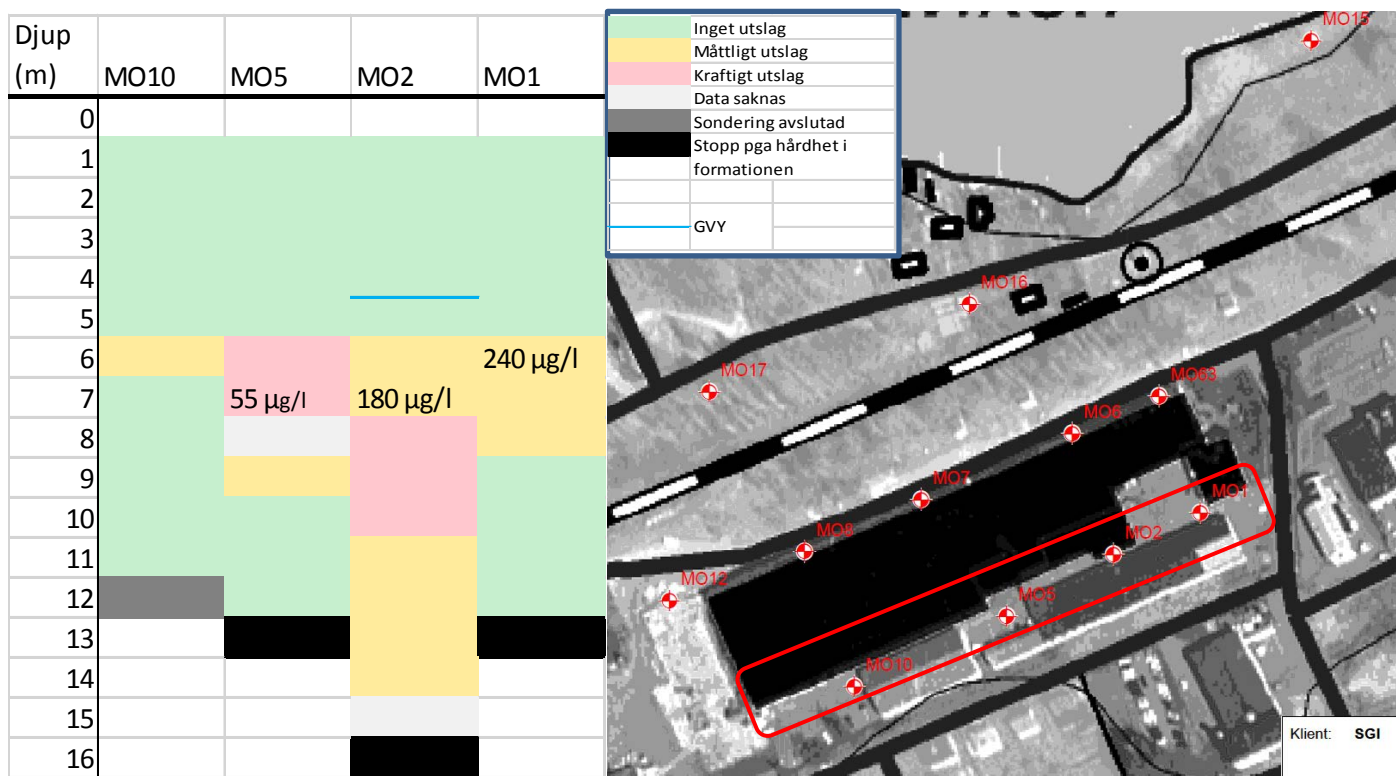 Djup
(m) MO10 MO5 MO2 MO1
0
1
2
3
4
5
6 240 µg/l
7 55 µg/l 180 µg/l
8
9
10
11
12
13
14
15
16
Inget utslag
Måttligt utslag
Kraftigt utslag
Data saknas
Sondering avslutad
Stopp pga hårdhet i
formationen
GVY
MO15
MO16
MO17
MO63
MO6
MO7
MO1
MO8
MO2
MO12
MO5
MO10
Klient: SGI